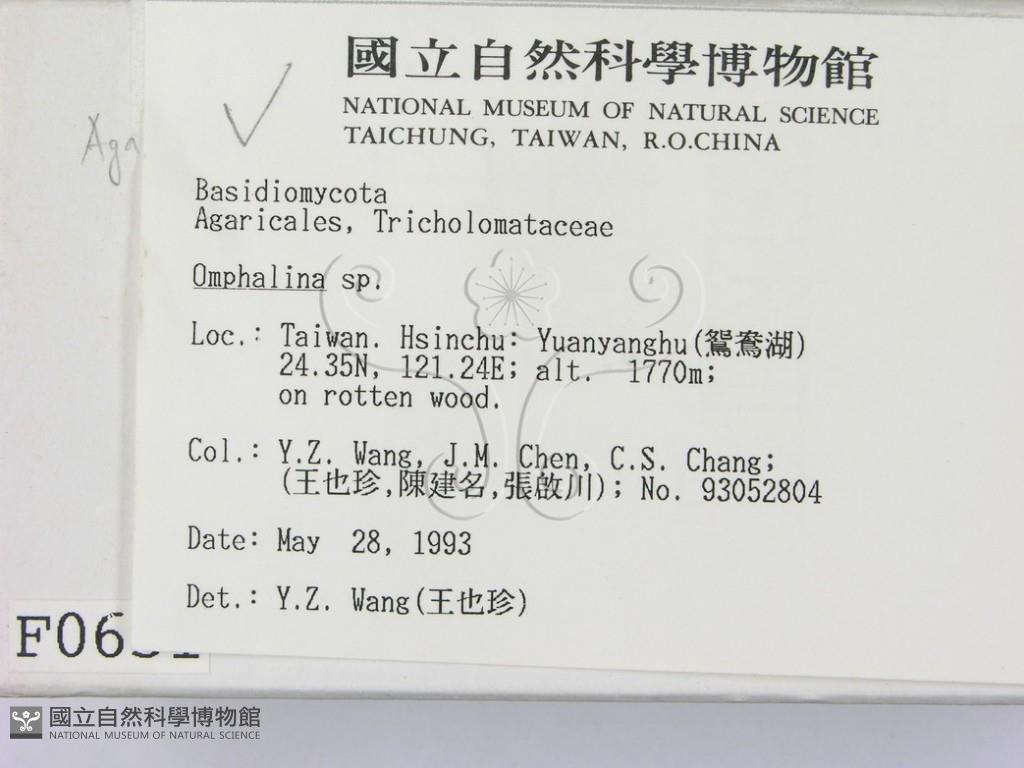 國立自然科學博物館
NATIONAL MUSEUM OF NATURAL SCIENCE
TAICHUNG, TAIWAN, R.O.CHINA
Aga
Basidiomycota
Agaricales, Tricholomataceae
Omphalina sp.
Loc.: Taiwan. Hsinchu: Yuanyanghu(鴛鴦湖)
24.35N, 121.24E; alt. 1770m;
on rotten wood.
Col.: Y.Z. Wang, J.M. Chen, C.S. Chang;
(王也珍,陳建名,張啟川); No. 93052804
Date: May 28, 1993
Det.: Y.Z. Wang(王也珍)
國立自然科學博物館
NATIONAL MUSEUM OF NATURAL SCIENCE